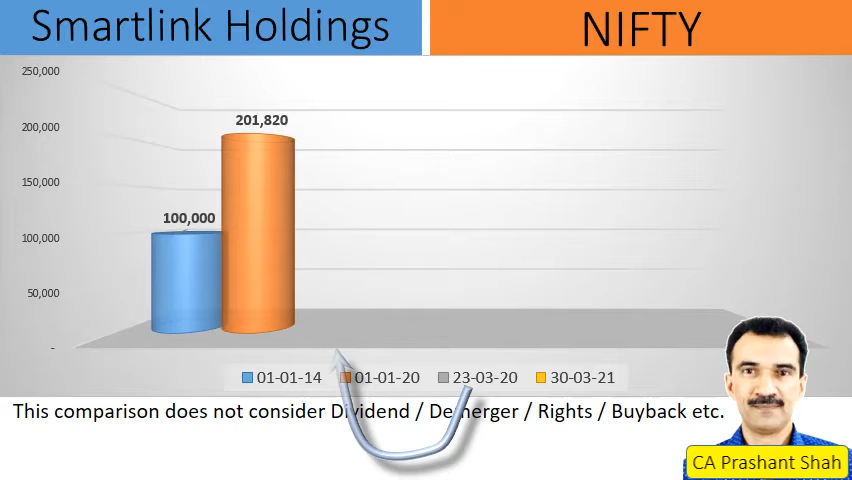 Smartlink Holdings
NIFTY
250,000
200,000
150,000
100,000
50,000
-
201,820
100,000
01-01-14 01-01-20 23-03-20 30-03-21
This comparison does not consider Dividend / Demerger / Rights / Buyback etc.
CA Prashant Shah